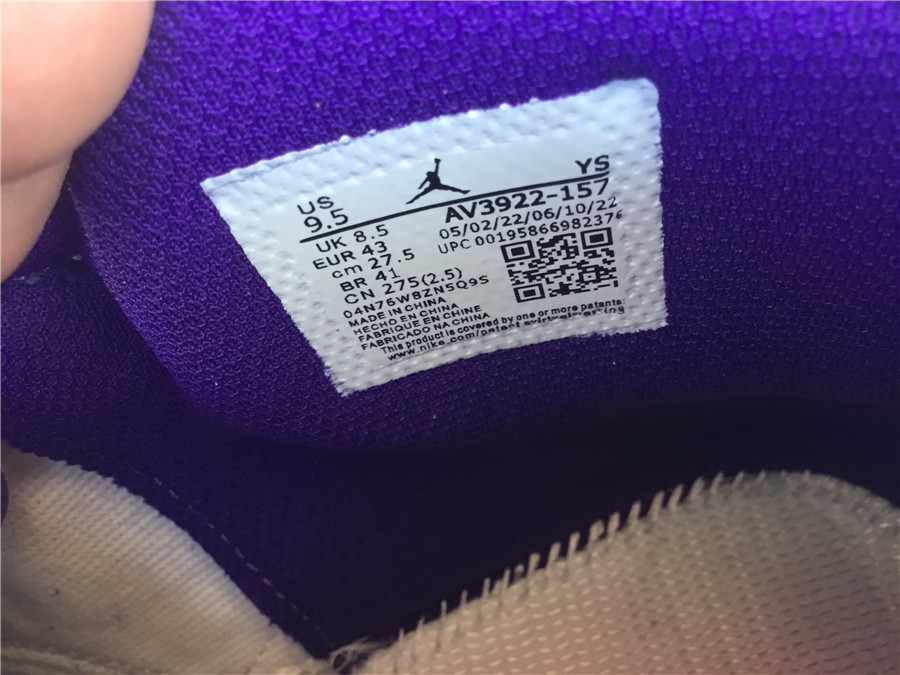 US
9.5
UK 8.5
EUR 43
cm 27.5
BR 41
CN 275(2.5)
04N76W8ZN5Q9S
MADE IN CHINA
HECHO EN CHINA
FABRIQUE EN CHINE
FABRICADO NA CHINA
This product is covered by one or more patents:
www.nike.com/patent
YS
AV3922-157
05/02/22/06/10/22
UPC 00195866982376